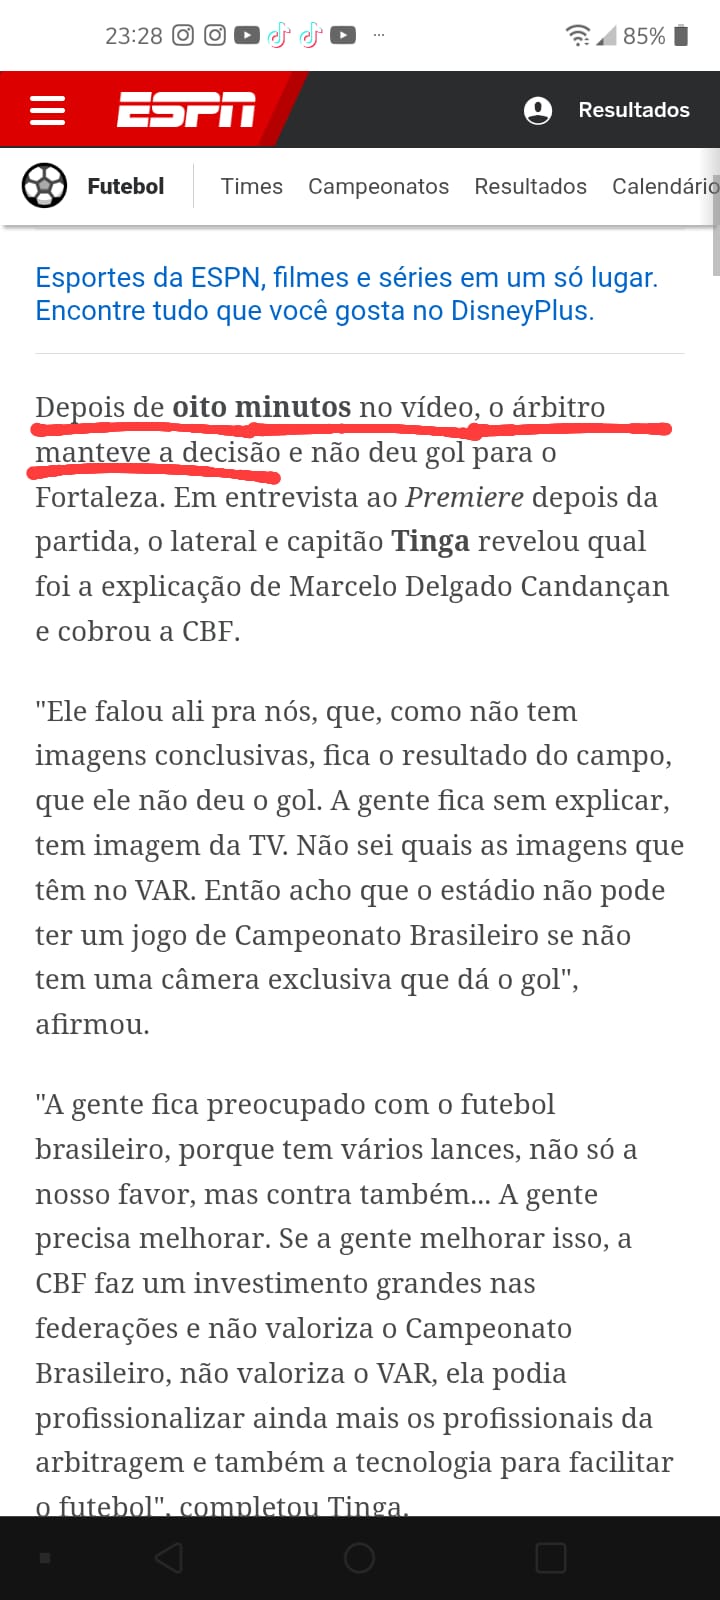 23:28 ... 85%
ESPN Resultados
Futebol Times Campeonatos Resultados Calendário
Esportes da ESPN, filmes e séries em um só lugar.
Encontre tudo que você gosta no DisneyPlus.
Depois de oito minutos no vídeo, o árbitro
manteve a decisão e não deu gol para o
Fortaleza. Em entrevista ao Premiere depois da
partida, o lateral e capitão Tinga revelou qual
foi a explicação de Marcelo Delgado Candançan
e cobrou a CBF.
"Ele falou ali pra nós, que, como não tem
imagens conclusivas, fica o resultado do campo,
que ele não deu o gol. A gente fica sem explicar,
tem imagem da TV. Não sei quais as imagens que
têm no VAR. Então acho que o estádio não pode
ter um jogo de Campeonato Brasileiro se não
tem uma câmera exclusiva que dá o gol",
afirmou.
"A gente fica preocupado com o futebol
brasileiro, porque tem vários lances, não só a
nosso favor, mas contra também... A gente
precisa melhorar. Se a gente melhorar isso, a
CBF faz um investimento grandes nas
federações e não valoriza o Campeonato
Brasileiro, não valoriza o VAR, ela podia
profissionalizar ainda mais os profissionais da
arbitragem e também a tecnologia para facilitar
o futebol", completou Tinga.